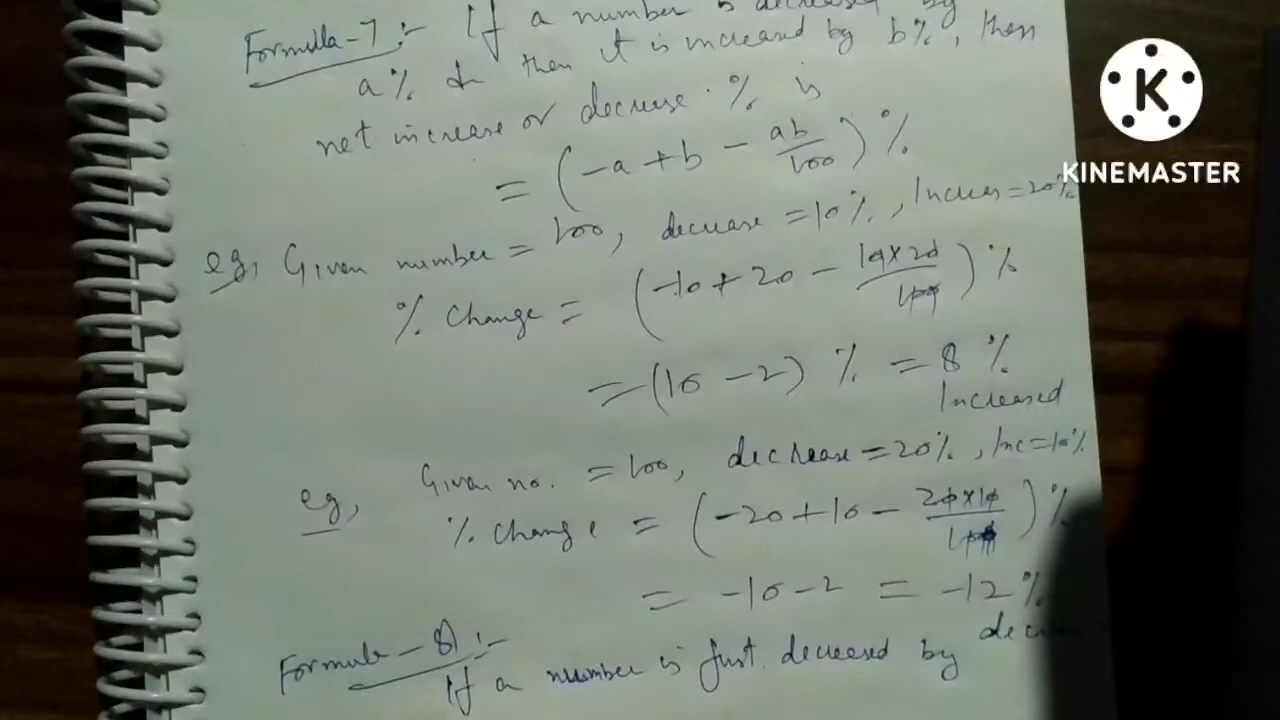 Formula-7 :- If a number is decreased by
a% & then it is increased by b%, then
net increase or decrease % is
= (-a + b - ab/100) %
eg, Given number = 100, decrease = 10%, Increas = 20%
% Change = (-10 + 20 - 10×20/100) %
= (10 - 2) % = 8 %
Increased
eg, Given no. = 100, decrease = 20%, Inc = 10%
% Change = (-20 + 10 - 20×10/100) %
= -10 - 2 = -12%
Formula - 8) :-
If a number is just decreased by
K
KINEMASTER